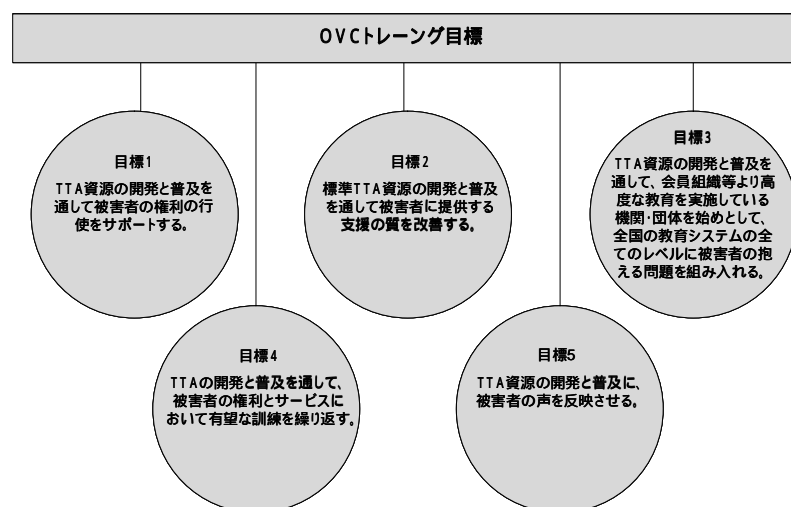 OVCトレーング目標
目標1
TTA資源の開発と普及を
通して被害者の権利の行
使をサポートする。
目標2
標準TTA資源の開発と普及
を通して被害者に提供する
支援の質を改善する。
目標3
TTA資源の開発と普及を
通して、会員組織等より高
度な教育を実施している
機関・団体を始めとして、
全国の教育システムの全
てのレベルに被害者の抱
える問題を組み入れる。
目標4
TTAの開発と普及を通して、
被害者の権利とサービスに
おいて有望な訓練を繰り返す。
目標5
TTA資源の開発と普及に、
被害者の声を反映させる。